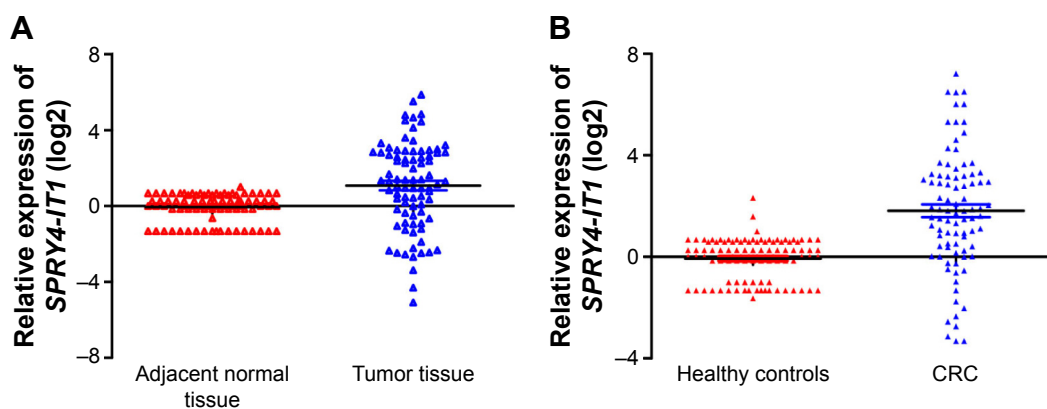 A
Relative expression of
SPRY4-IT1 (log2)
8
4
0
–4
–8
Adjacent normal
tissue
Tumor tissue
B
Relative expression of
SPRY4-IT1 (log2)
8
4
0
–4
Healthy controls
CRC